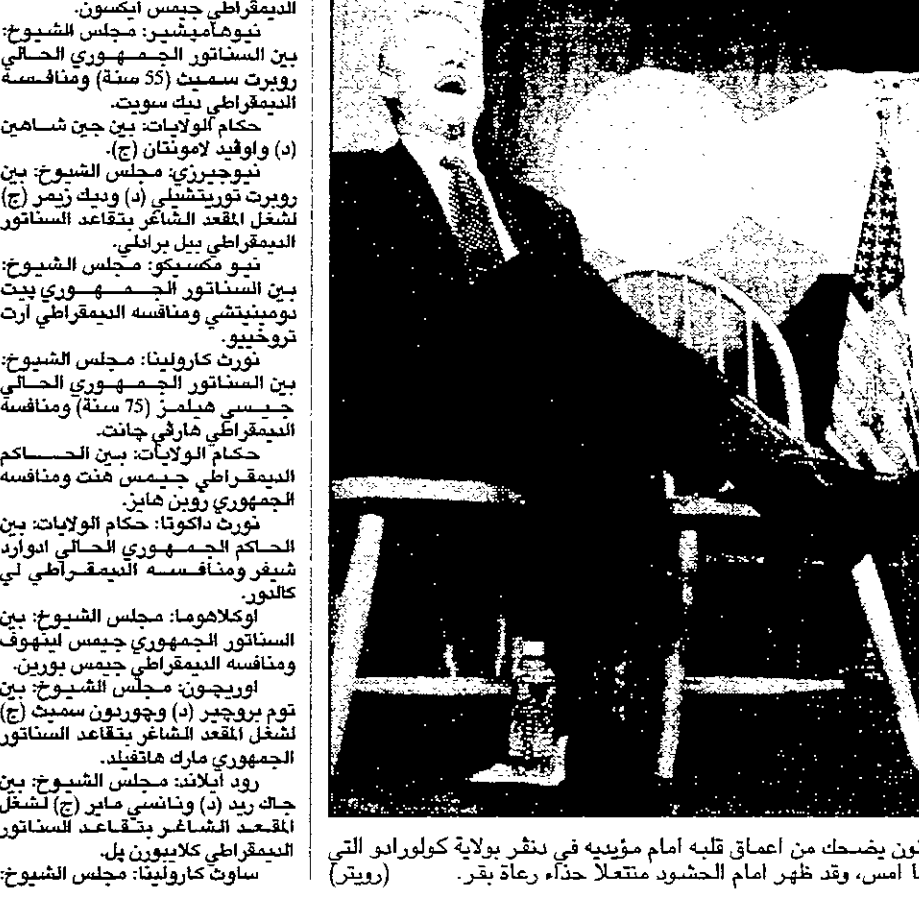 الديمقراطي جيمس ايكسون.
نيوهامبشير: مجلس الشيوخ:
بين السناتور الجمهوري الحالي
روبرت سميث (55 سنة) ومنافسه
الديمقراطي بيك سويت.
حكام الولايات: بين جين شاهين
(د) واوفيد لامونتان (ج).
نيوجيرزي: مجلس الشيوخ: بين
روبرت توريتشيلي (د) وديك زيمر (ج)
لشغل المقعد الشاغر بتقاعد السناتور
الديمقراطي بيل برادلي.
نيو مكسيكو: مجلس الشيوخ:
بين السناتور الجمهوري بيت
دومينيتشي ومنافسه الديمقراطي ارت
تروخييو.
نورث كارولينا: مجلس الشيوخ:
بين السناتور الجمهوري الحالي
جيسي هيلمز (75 سنة) ومنافسه
الديمقراطي هارفي جانت.
حكام الولايات: بين الحاكم
الديمقراطي جيمس هنت ومنافسه
الجمهوري روبن هايز.
نورث داكوتا: حكام الولايات: بين
الحاكم الجمهوري الحالي ادوارد
شيفر ومنافسه الديمقراطي لي
كالدور.
اوكلاهوما: مجلس الشيوخ: بين
السناتور الجمهوري جيمس اينهوف
ومنافسه الديمقراطي جيمس بورين.
اوريجون: مجلس الشيوخ: بين
توم بروجير (د) وجوردون سميث (ج)
لشغل المقعد الشاغر بتقاعد السناتور
الجمهوري مارك هاتفيلد.
رود ايلاند: مجلس الشيوخ: بين
جاك ريد (د) ونانسي ماير (ج) لشغل
المقعد الشاغر بتقاعد السناتور
الديمقراطي كلايبورن بل.
ساوث كارولينا: مجلس الشيوخ:
تون يضحك من اعماق قلبه امام مؤيديه في دنڤر بولاية كولورادو التي
ا امس، وقد ظهر امام الحشود منتعلا حذاء رعاة بقر. (رويتر)